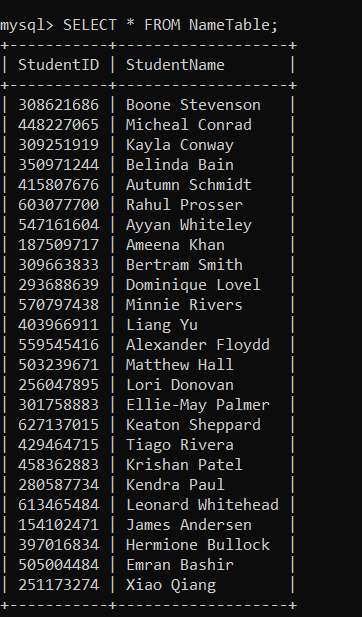 mysql> SELECT * FROM NameTable;
+-----------+-------------------+
| StudentID | StudentName       |
+-----------+-------------------+
| 308621686 | Boone Stevenson   |
| 448227065 | Micheal Conrad    |
| 309251919 | Kayla Conway      |
| 350971244 | Belinda Bain      |
| 415807676 | Autumn Schmidt    |
| 603077700 | Rahul Prosser     |
| 547161604 | Ayyan Whiteley    |
| 187509717 | Ameena Khan       |
| 309663833 | Bertram Smith     |
| 293688639 | Dominique Lovel   |
| 570797438 | Minnie Rivers     |
| 403966911 | Liang Yu          |
| 559545416 | Alexander Floydd  |
| 503239671 | Matthew Hall      |
| 256047895 | Lori Donovan      |
| 301758883 | Ellie-May Palmer  |
| 627137015 | Keaton Sheppard   |
| 429464715 | Tiago Rivera      |
| 458362883 | Krishan Patel     |
| 280587734 | Kendra Paul       |
| 613465484 | Leonard Whitehead |
| 154102471 | James Andersen    |
| 397016834 | Hermione Bullock  |
| 505004484 | Emran Bashir      |
| 251173274 | Xiao Qiang        |
+-----------+-------------------+